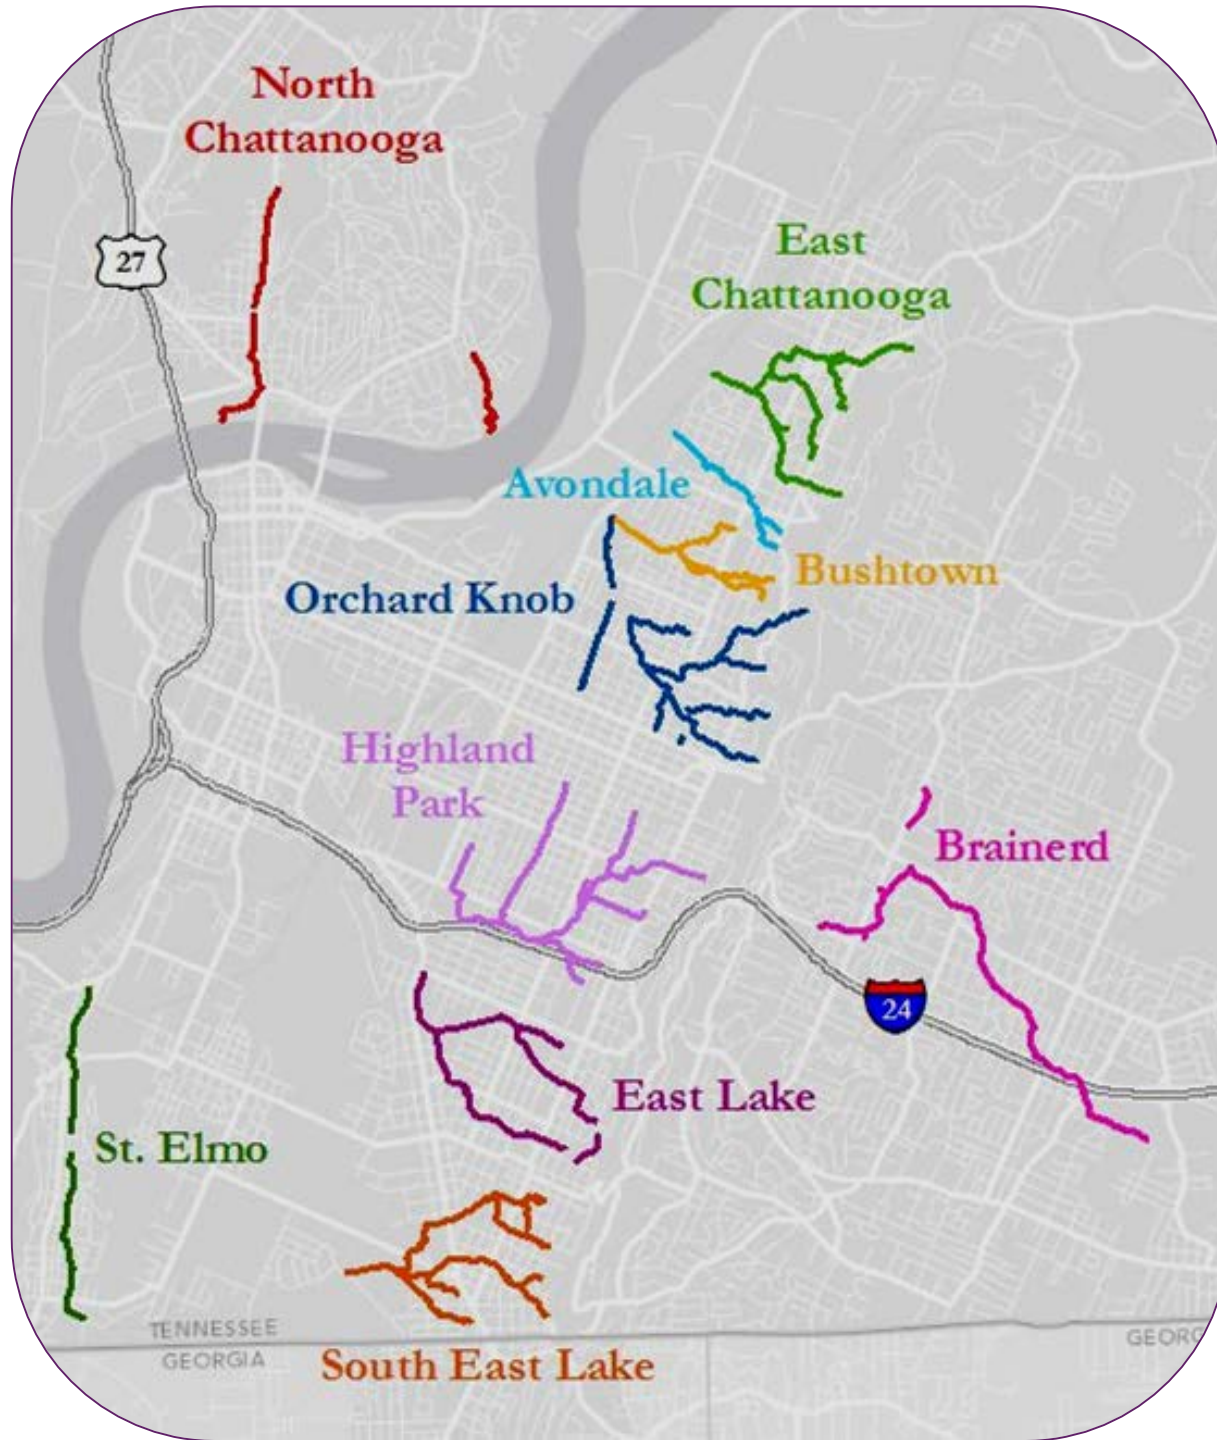 North
Chattanooga
27
East
Chattanooga
Avondale
Bushtown
Orchard Knob
Highland
Park
Brainerd
24
East Lake
St. Elmo
TENNESSEE
GEORGIA
GEORG
South East Lake